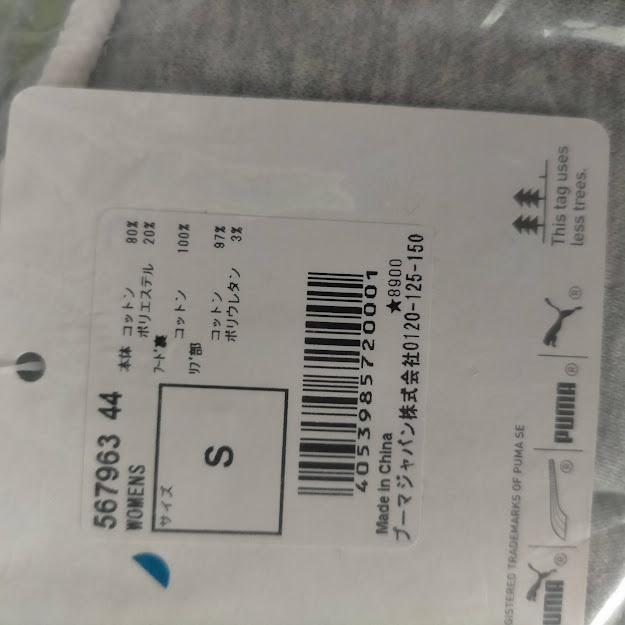 567963 44
WOMENS
サイズ
S
本体 コットン 80%
ポリエステル 20%
フード裏
コットン 100%
リブ部
コットン 97%
ポリウレタン 3%
4053985720001
★8900
Made in China
プーマジャパン株式会社0120-125-150
This tag uses
less trees.
GISTERED TRADEMARKS OF PUMA SE
UMA ® | ® | PUMA ® | ®